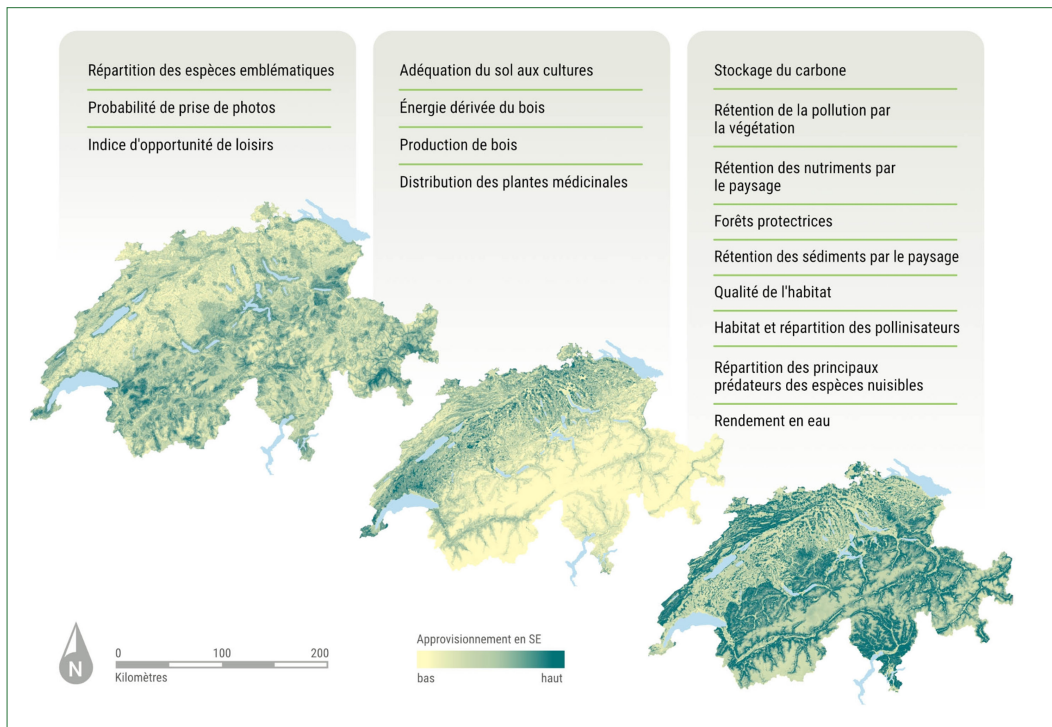 Répartition des espèces emblématiques
Probabilité de prise de photos
Indice d'opportunité de loisirs
Adéquation du sol aux cultures
Énergie dérivée du bois
Production de bois
Distribution des plantes médicinales
Stockage du carbone
Rétention de la pollution par
la végétation
Rétention des nutriments par
le paysage
Forêts protectrices
Rétention des sédiments par le paysage
Qualité de l'habitat
Habitat et répartition des pollinisateurs
Répartition des principaux
prédateurs des espèces nuisibles
Rendement en eau
N
0 100 200
Kilomètres
Approvisionnement en SE
bas haut